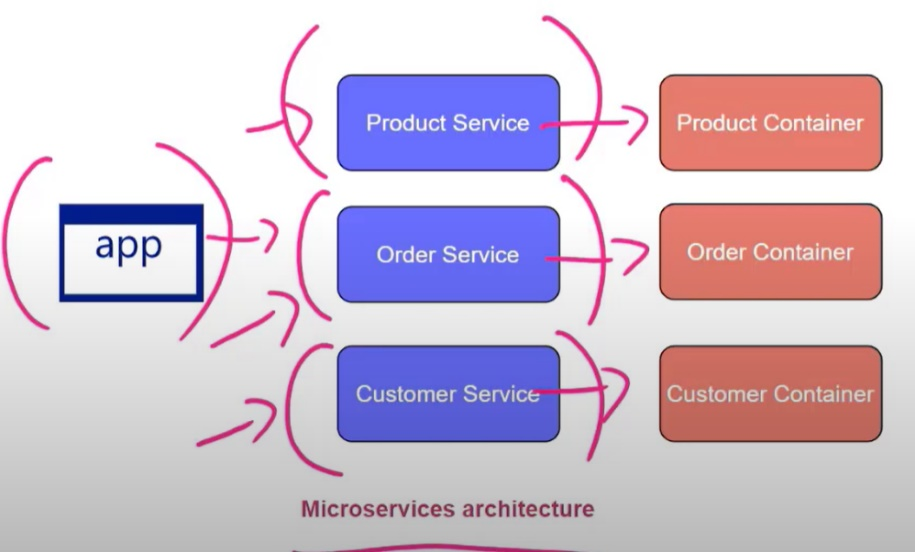 Product Service
Product Container
app
Order Service
Order Container
Customer Service
Customer Container
Microservices architecture